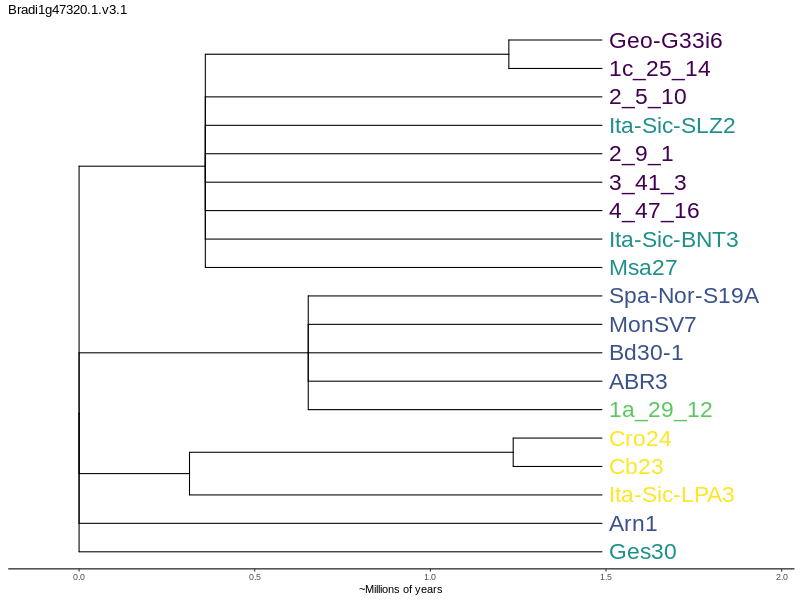 Bradi1g47320.1.v3.1
Geo-G33i6
1c_25_14
2_5_10
Ita-Sic-SLZ2
2_9_1
3_41_3
4_47_16
Ita-Sic-BNT3
Msa27
Spa-Nor-S19A
MonSV7
Bd30-1
ABR3
1a_29_12
Cro24
Cb23
Ita-Sic-LPA3
Arn1
Ges30
0.0 0.5 1.0 1.5 2.0
~Millions of years